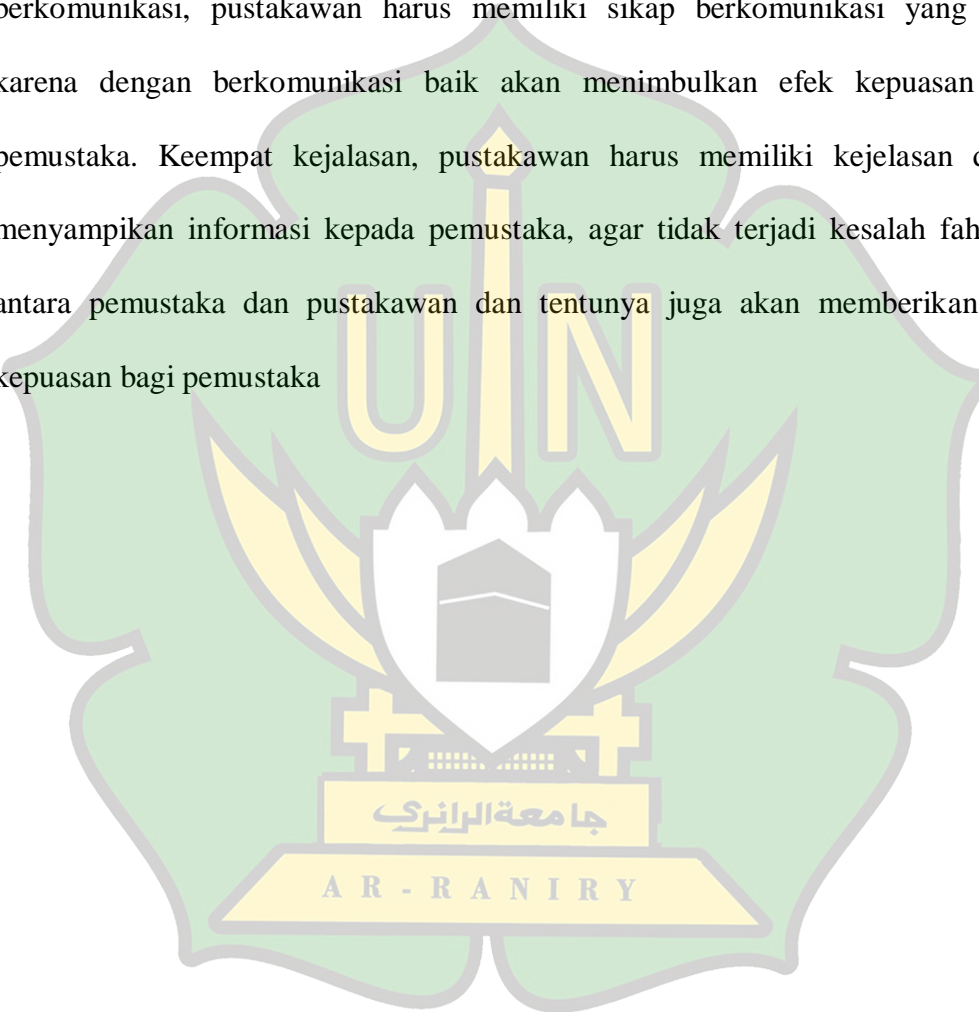 berkomunikasi, pustakawan harus memiliki sikap berkomunikasi yang
karena dengan berkomunikasi baik akan menimbulkan efek kepuasan
pemustaka. Keempat kejalasan, pustakawan harus memiliki kejelasan
menyampikan informasi kepada pemustaka, agar tidak terjadi kesalah
antara pemustaka dan pustakawan dan tentunya juga akan memberikan
kepuasan bagi pemustaka
UIN
جامعة الرانري
AR-RANIRY